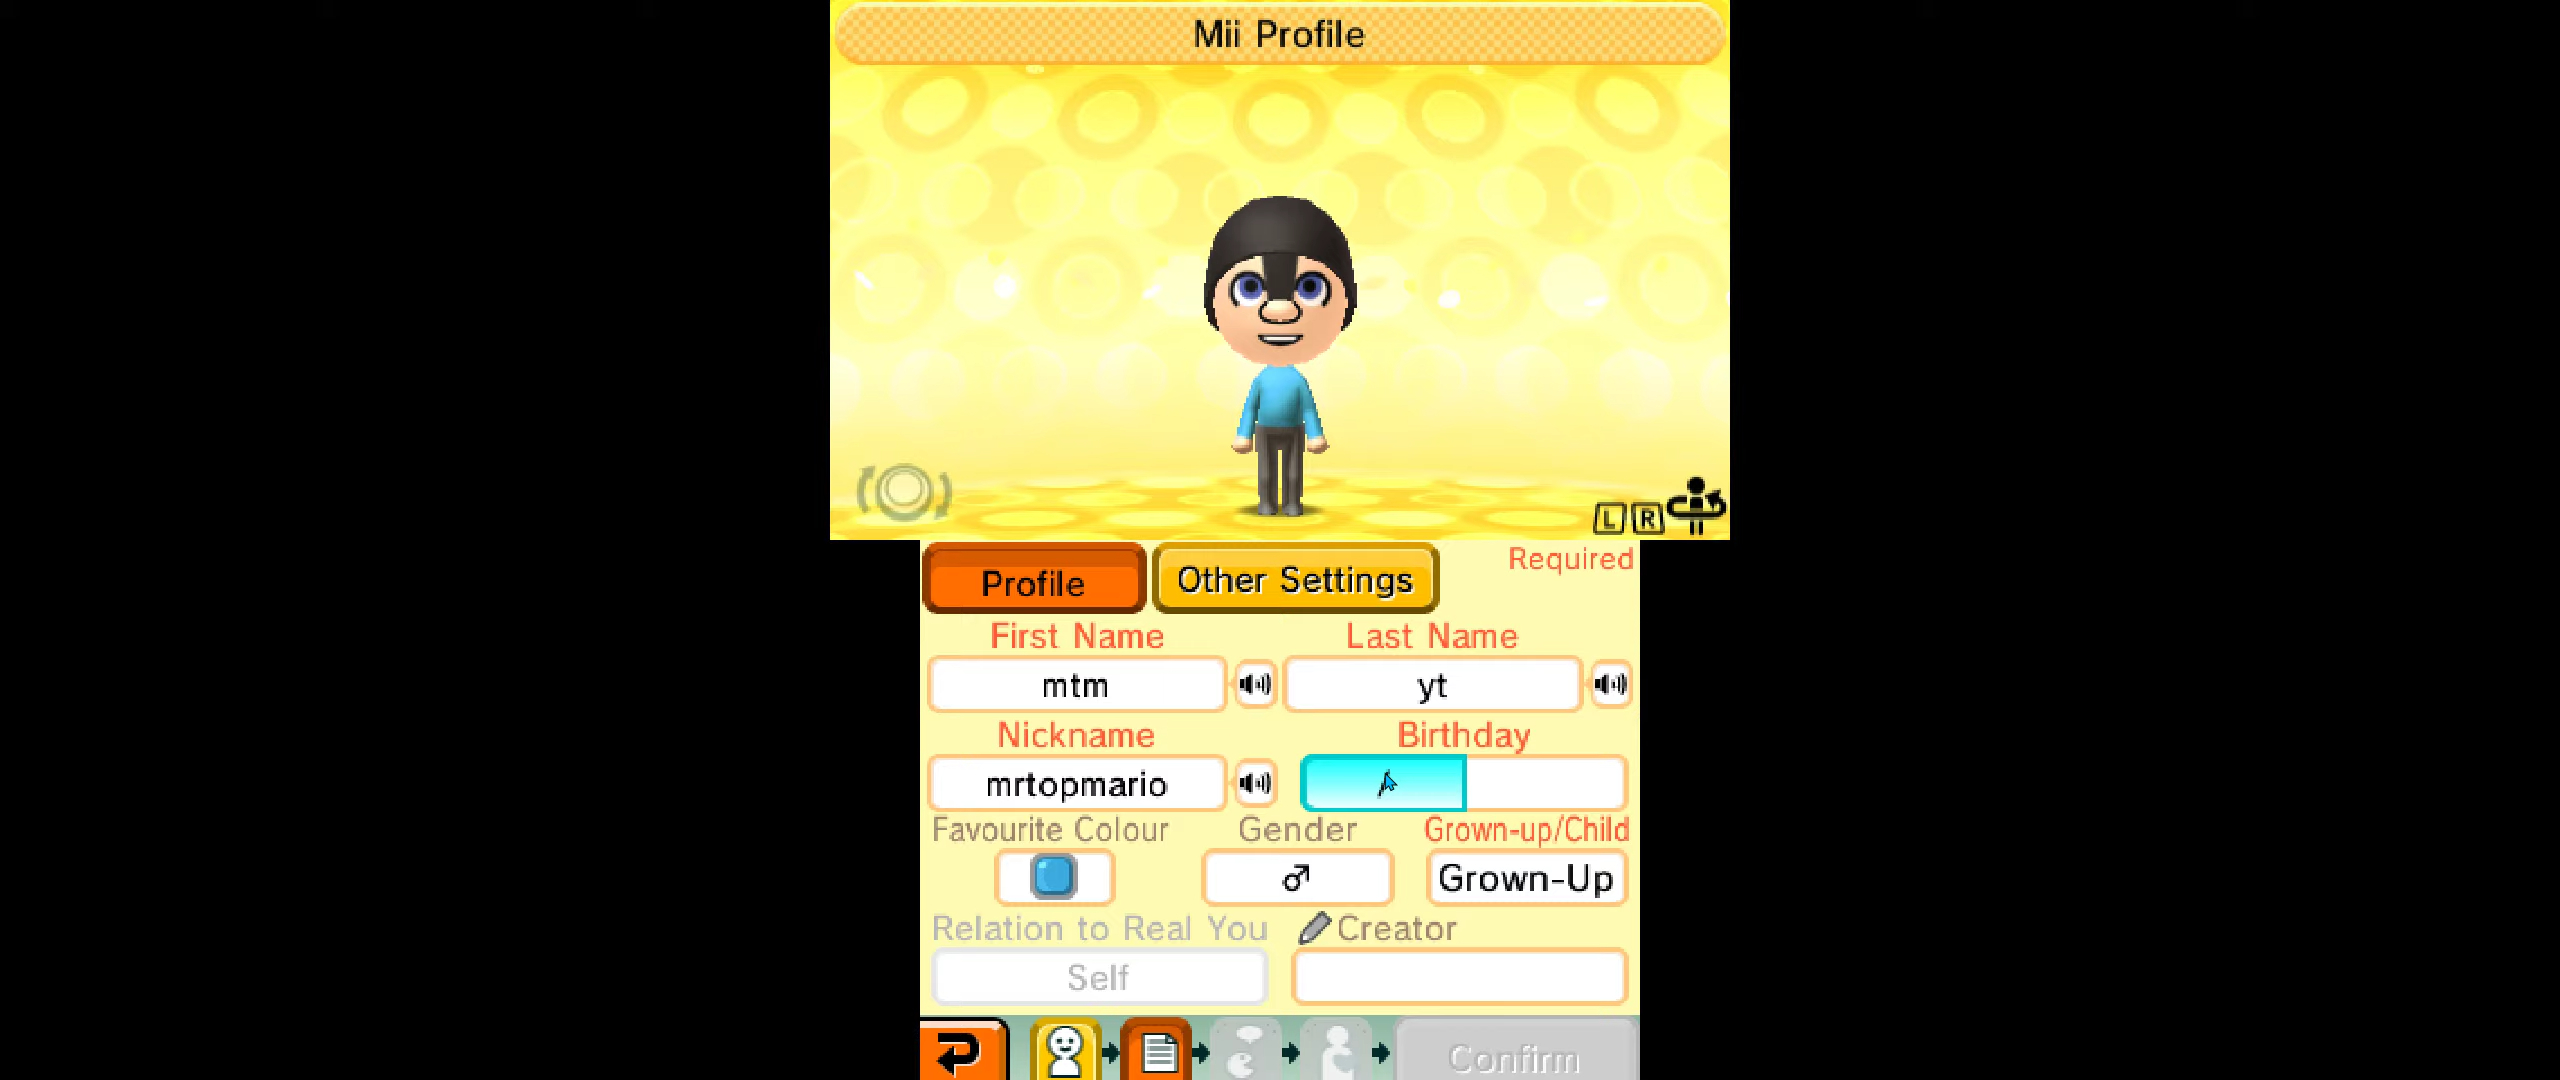 Mii Profile
L R
Profile
Other Settings
Required
First Name
Last Name
mtm
yt
Nickname
Birthday
mrtopmario
/
Favourite Colour
Gender
Grown-up/Child
♂
Grown-Up
Relation to Real You
Creator
Self
Confirm